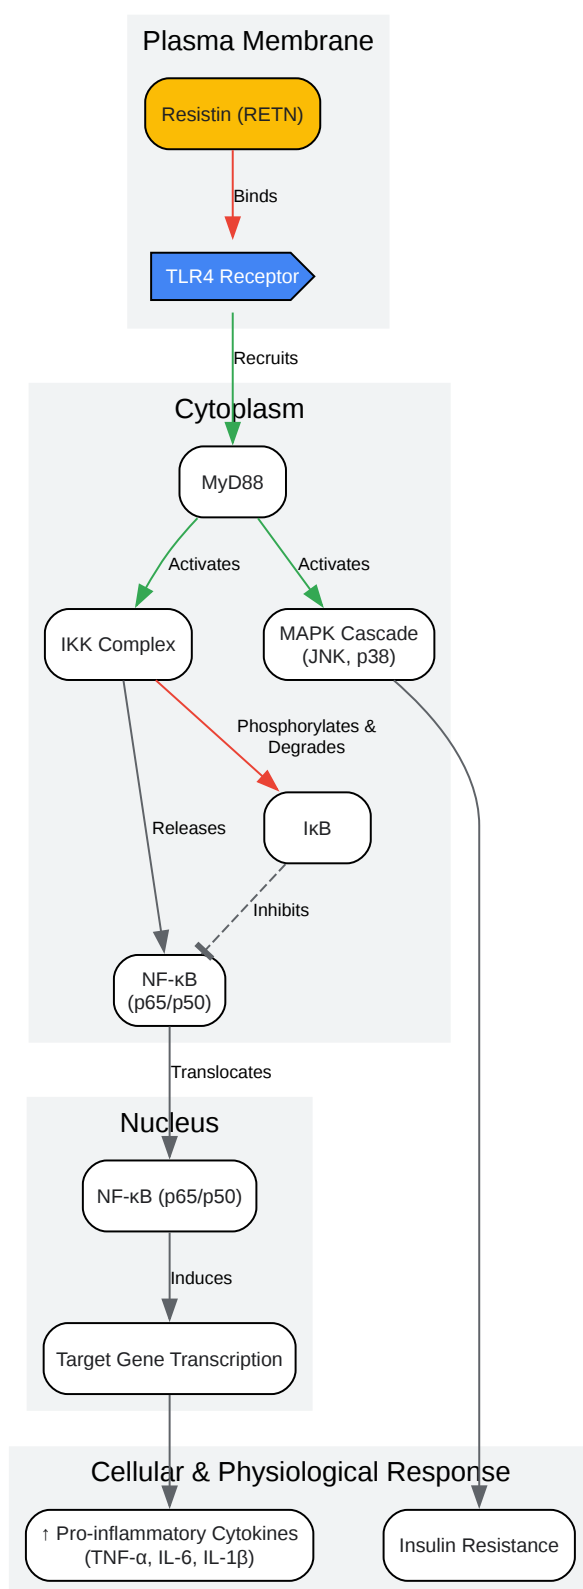 Plasma Membrane
Resistin (RETN)
Binds
TLR4 Receptor
Recruits
Cytoplasm
MyD88
Activates
Activates
IKK Complex
MAPK Cascade
(JNK, p38)
Phosphorylates &
Degrades
Releases
IκB
Inhibits
NF-κB
(p65/p50)
Translocates
Nucleus
NF-κB (p65/p50)
Induces
Target Gene Transcription
Cellular & Physiological Response
↑ Pro-inflammatory Cytokines
(TNF-α, IL-6, IL-1β)
Insulin Resistance